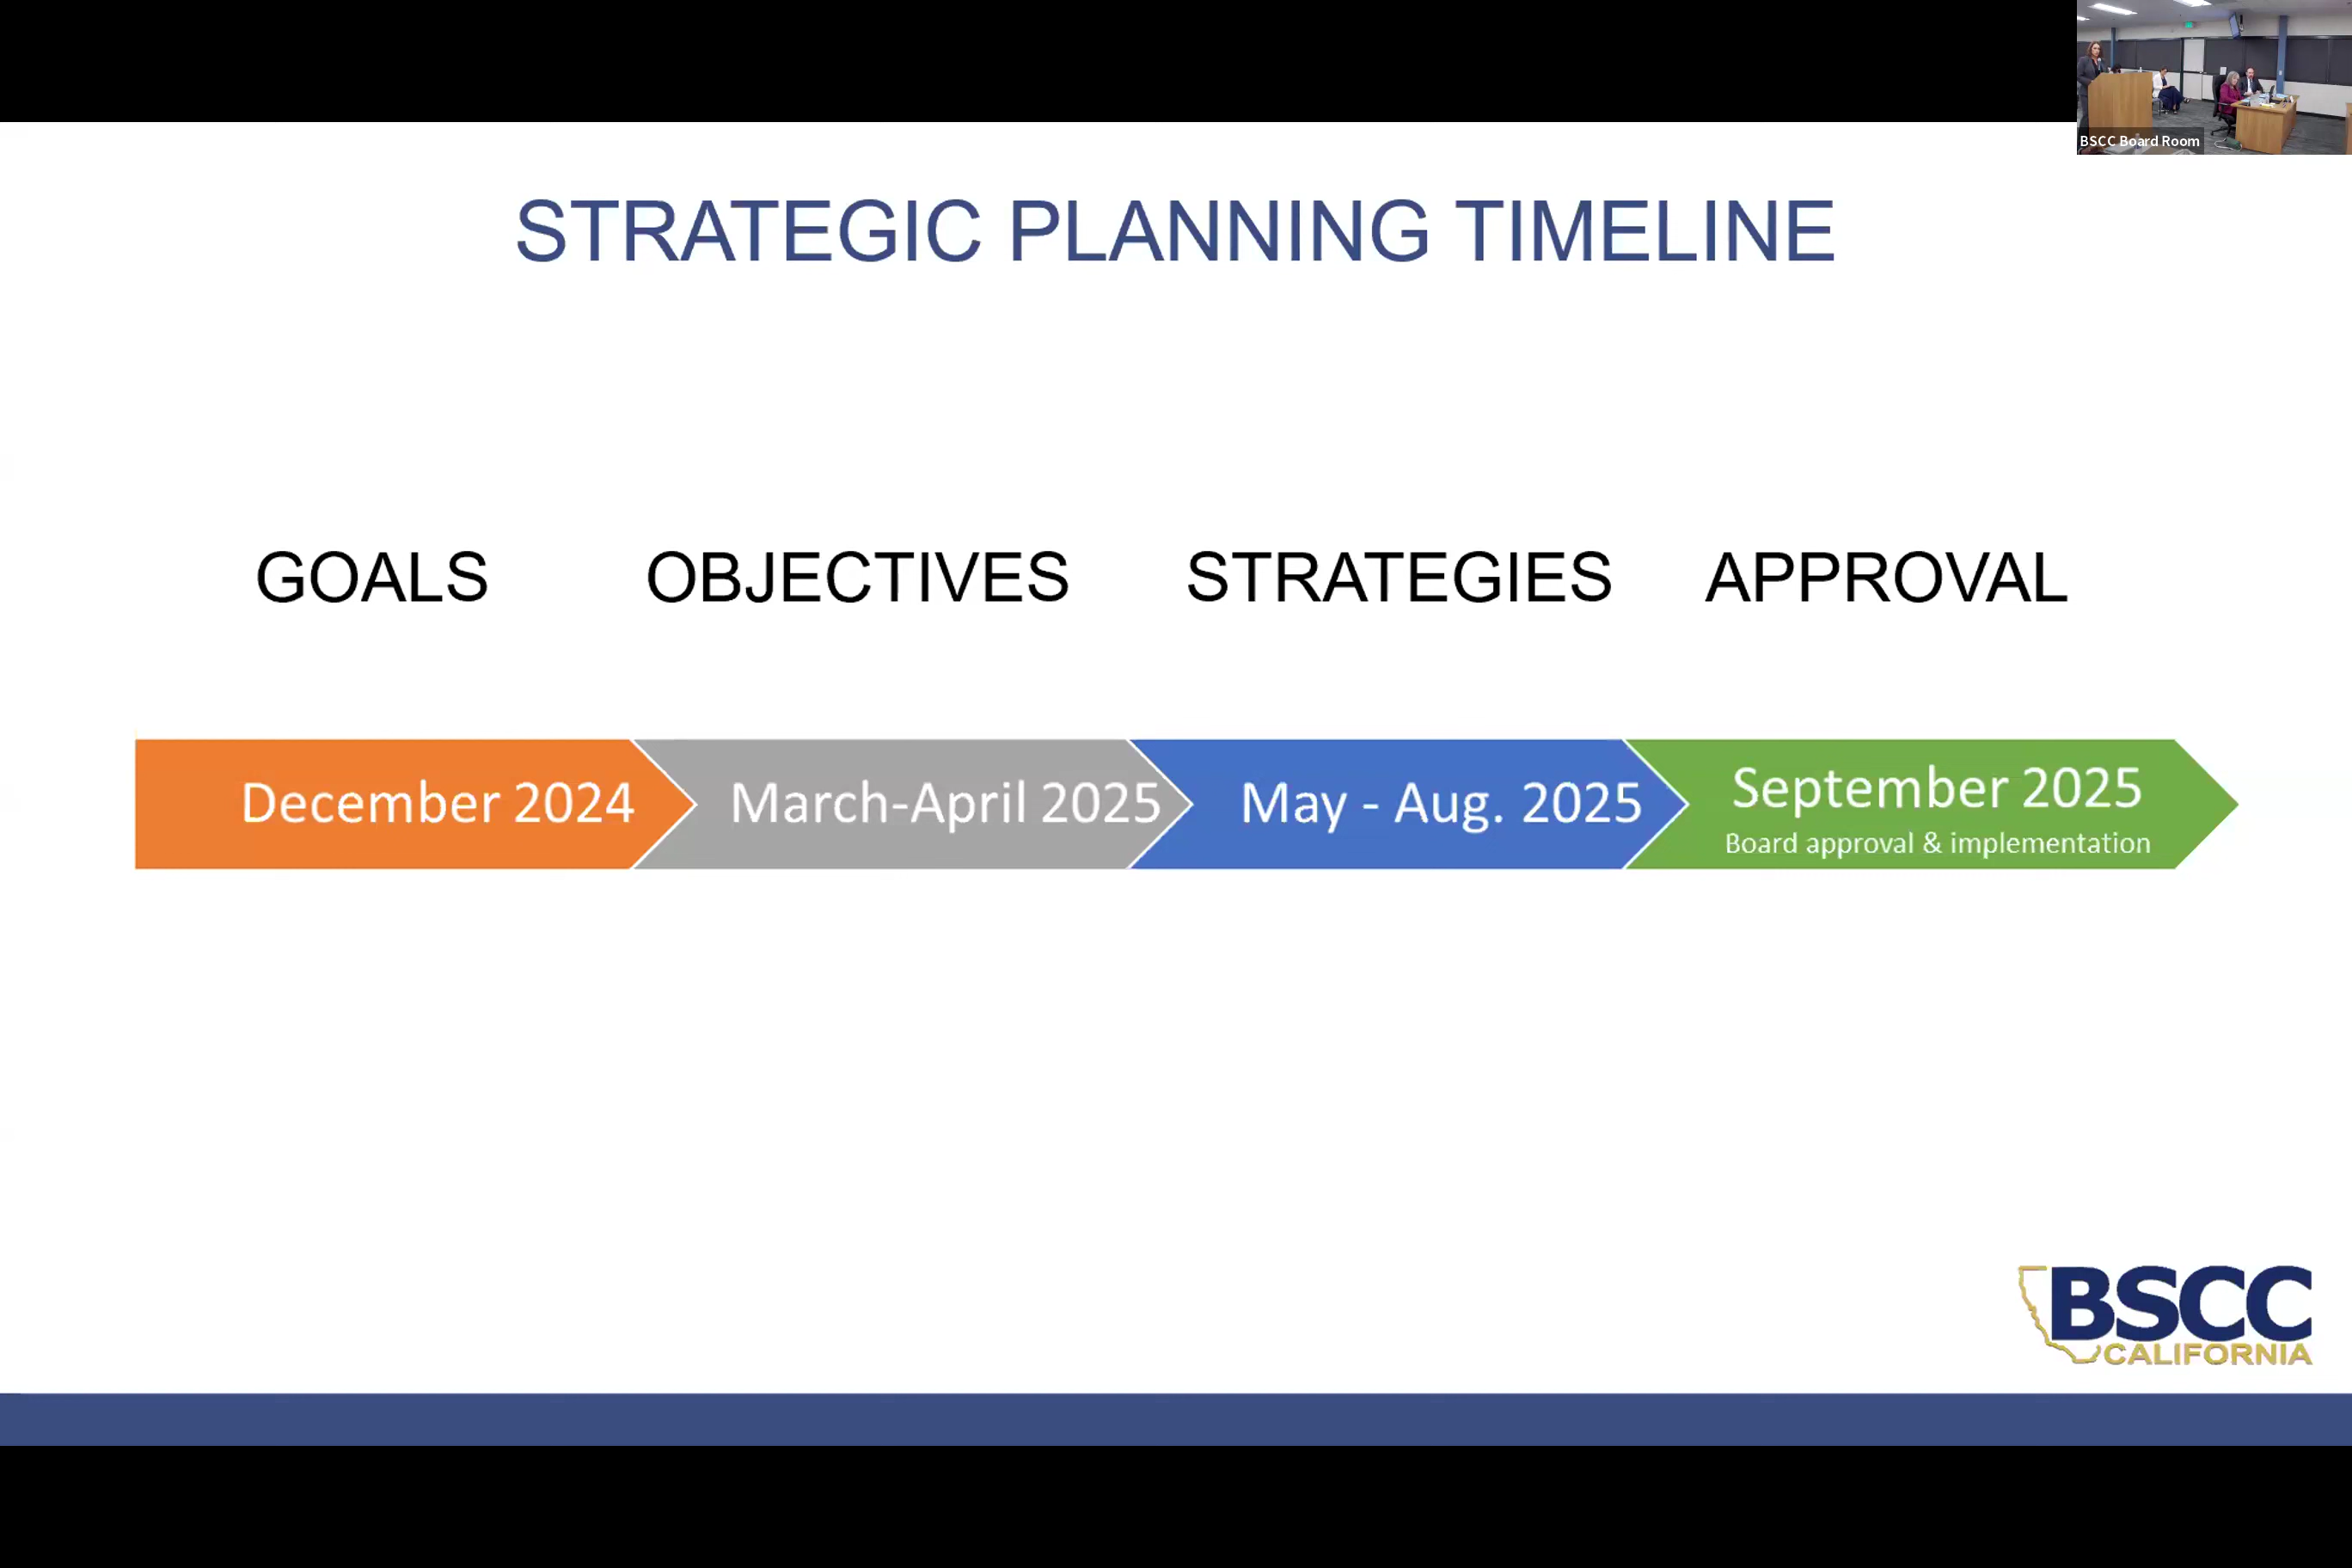 BSCC Board Room
STRATEGIC PLANNING TIMELINE
GOALS
OBJECTIVES
STRATEGIES
APPROVAL
December 2024
March-April 2025
May - Aug. 2025
September 2025
Board approval & implementation
BSCC
CALIFORNIA